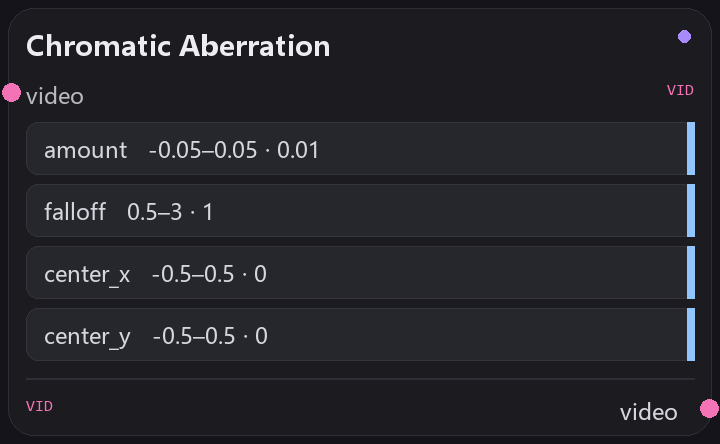 Chromatic Aberration
video VID
amount -0.05–0.05 · 0.01
falloff 0.5–3 · 1
center_x -0.5–0.5 · 0
center_y -0.5–0.5 · 0
VID video